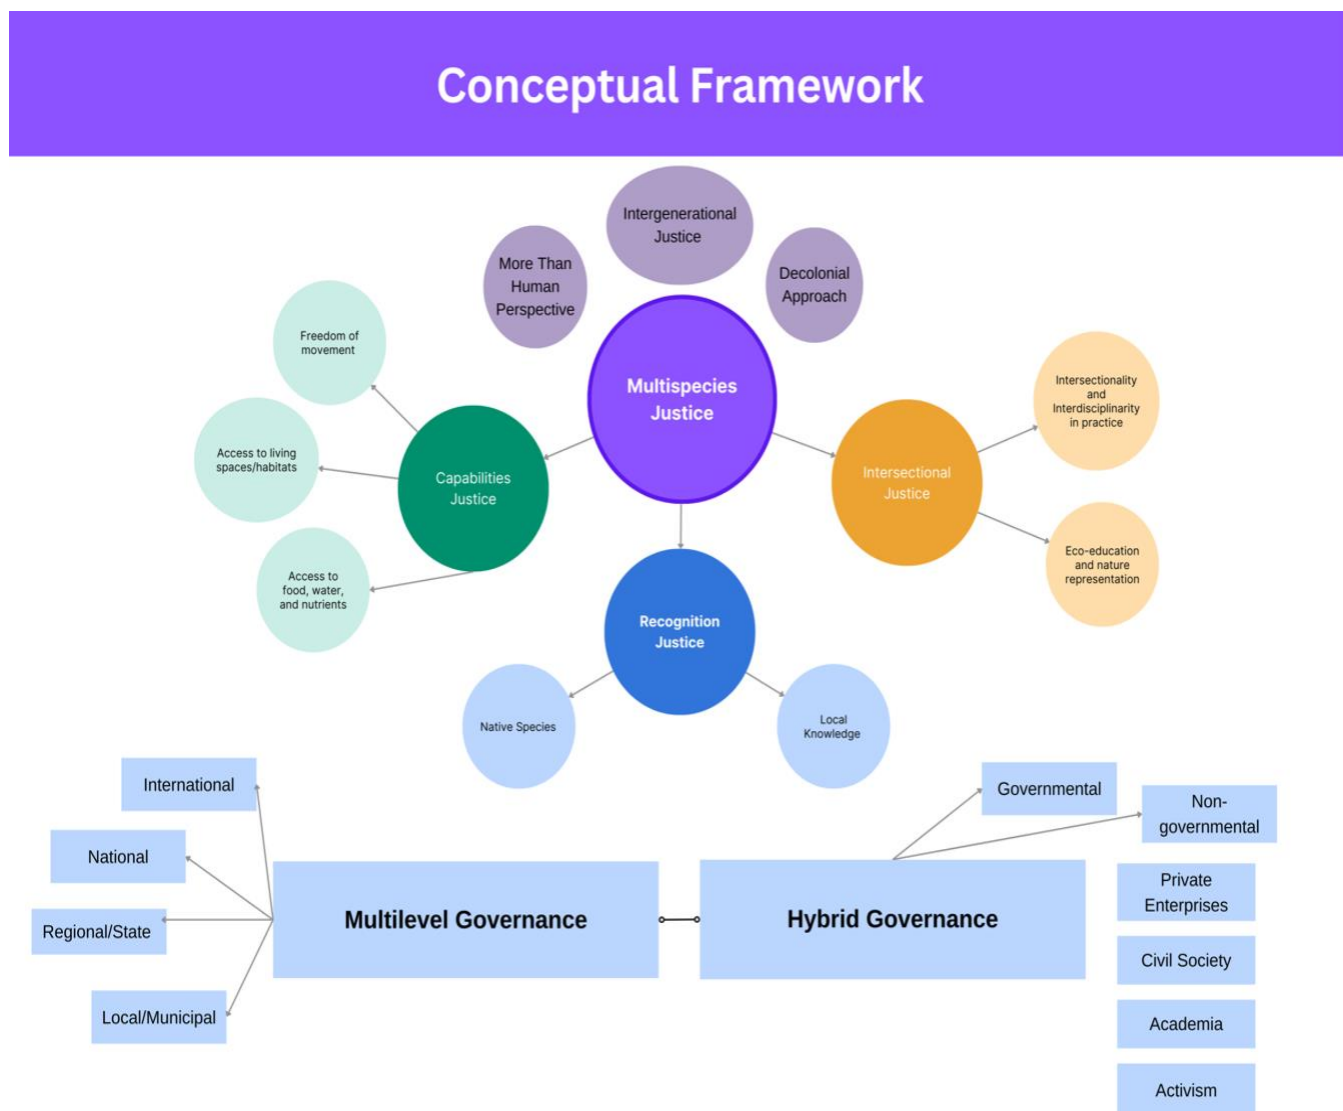 Conceptual Framework
Intergenerational
Justice
More Than
Human
Perspective
Decolonial
Approach
Multispecies
Justice
Freedom of
movement
Access to living
spaces/habitats
Access to
food, water,
and nutrients
Capabilities
Justice
Intersectional
Justice
Intersectionality
and
Interdisciplinarity
in practice
Eco-education
and nature
representation
Recognition
Justice
Native Species
Local
Knowledge
International
National
Regional/State
Local/Municipal
Multilevel Governance
Hybrid Governance
Governmental
Non-
governmental
Private
Enterprises
Civil Society
Academia
Activism